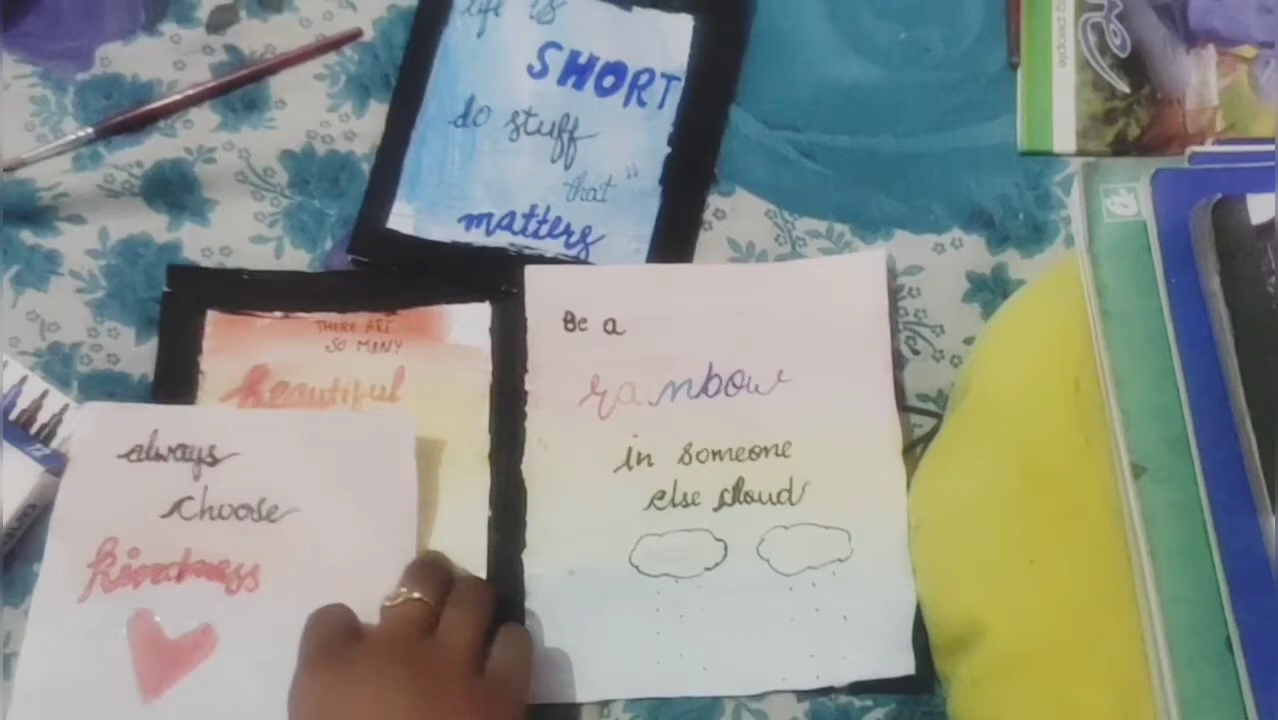 life is
SHORT
do stuff
that "
matters
THERE ARE
SO MANY
beautiful
always
choose
kindness
Be a
rainbow
in someone
else cloud